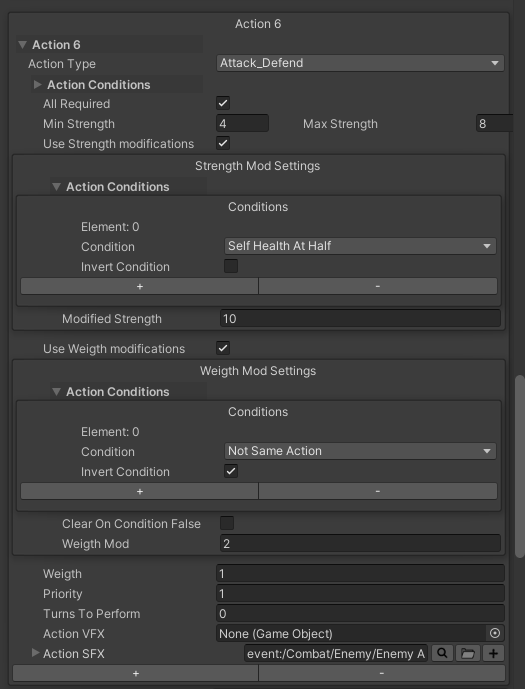 Action 6
Action 6
Action Type Attack_Defend
Action Conditions
All Required
Min Strength 4 Max Strength 8
Use Strength modifications
Strength Mod Settings
Action Conditions
Conditions
Element: 0
Condition Self Health At Half
Invert Condition
+ -
Modified Strength 10
Use Weigth modifications
Weigth Mod Settings
Action Conditions
Conditions
Element: 0
Condition Not Same Action
Invert Condition
+ -
Clear On Condition False
Weigth Mod 2
Weigth 1
Priority 1
Turns To Perform 0
Action VFX None (Game Object)
Action SFX event:/Combat/Enemy/Enemy A
+ -